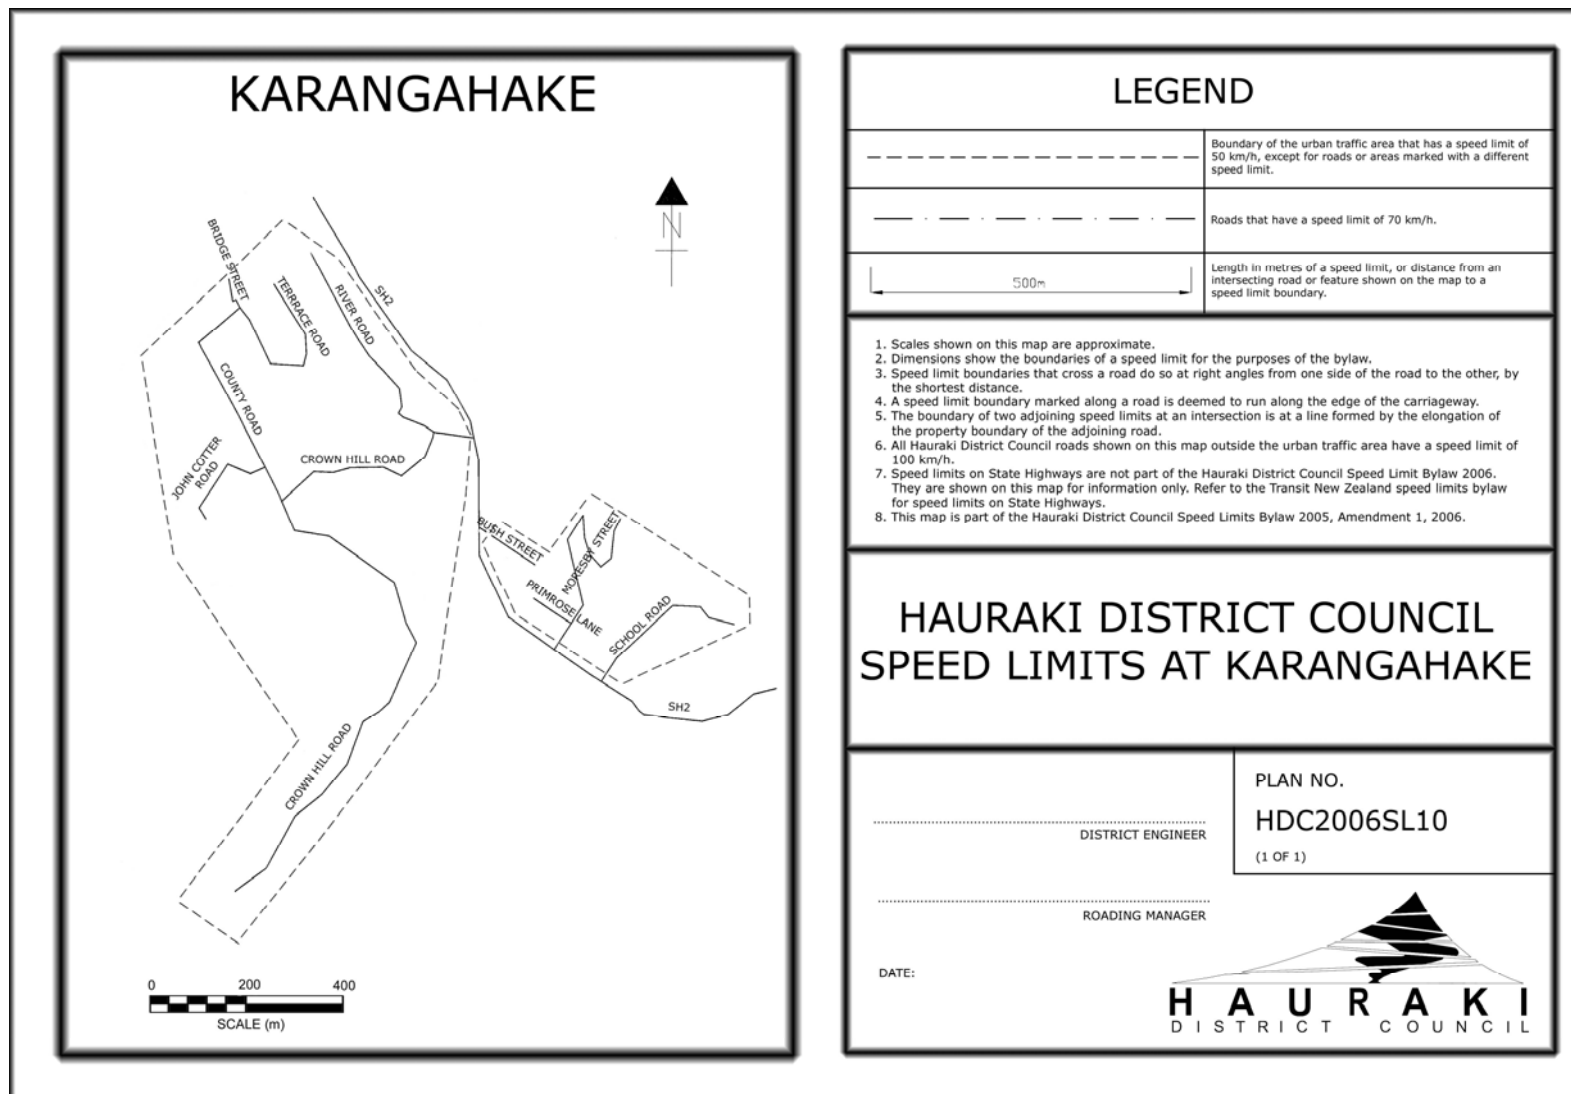 KARANGAHAKE
N
BRIDGE STREET
TERRRACE ROAD
RIVER ROAD
SH2
COUNTY ROAD
JOHN COTTER
ROAD
CROWN HILL ROAD
BUSH STREET
MORESBY STREET
PRIMROSE LANE
SCHOOL ROAD
SH2
CROWN HILL ROAD
0 200 400
SCALE (m)
LEGEND
Boundary of the urban traffic area that has a speed limit of
50 km/h, except for roads or areas marked with a different
speed limit.
Roads that have a speed limit of 70 km/h.
500m
Length in metres of a speed limit, or distance from an
intersecting road or feature shown on the map to a
speed limit boundary.
1. Scales shown on this map are approximate.
2. Dimensions show the boundaries of a speed limit for the purposes of the bylaw.
3. Speed limit boundaries that cross a road do so at right angles from one side of the road to the other, by
the shortest distance.
4. A speed limit boundary marked along a road is deemed to run along the edge of the carriageway.
5. The boundary of two adjoining speed limits at an intersection is at a line formed by the elongation of
the property boundary of the adjoining road.
6. All Hauraki District Council roads shown on this map outside the urban traffic area have a speed limit of
100 km/h.
7. Speed limits on State Highways are not part of the Hauraki District Council Speed Limit Bylaw 2006.
They are shown on this map for information only. Refer to the Transit New Zealand speed limits bylaw
for speed limits on State Highways.
8. This map is part of the Hauraki District Council Speed Limits Bylaw 2005, Amendment 1, 2006.
HAURAKI DISTRICT COUNCIL
SPEED LIMITS AT KARANGAHAKE
DISTRICT ENGINEER
ROADING MANAGER
DATE:
PLAN NO.
HDC2006SL10
(1 OF 1)
HAURAKI
DISTRICT COUNCIL